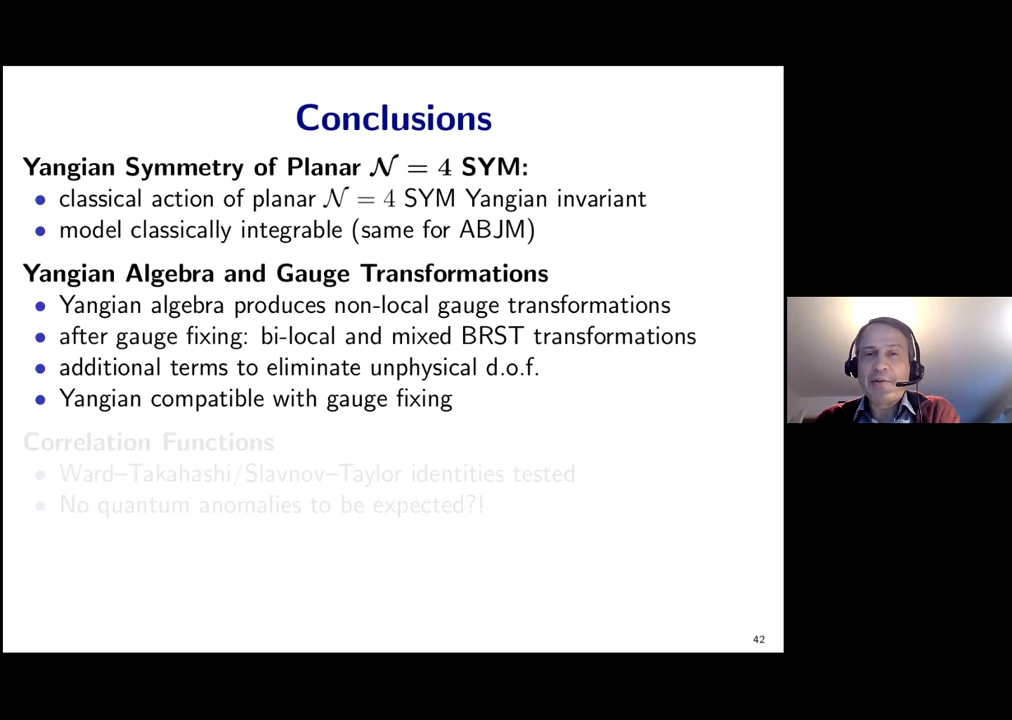 Conclusions
Yangian Symmetry of Planar 𝒩 = 4 SYM:
• classical action of planar 𝒩 = 4 SYM Yangian invariant
• model classically integrable (same for ABJM)
Yangian Algebra and Gauge Transformations
• Yangian algebra produces non-local gauge transformations
• after gauge fixing: bi-local and mixed BRST transformations
• additional terms to eliminate unphysical d.o.f.
• Yangian compatible with gauge fixing
Correlation Functions
• Ward–Takahashi/Slavnov–Taylor identities tested
• No quantum anomalies to be expected?!
42